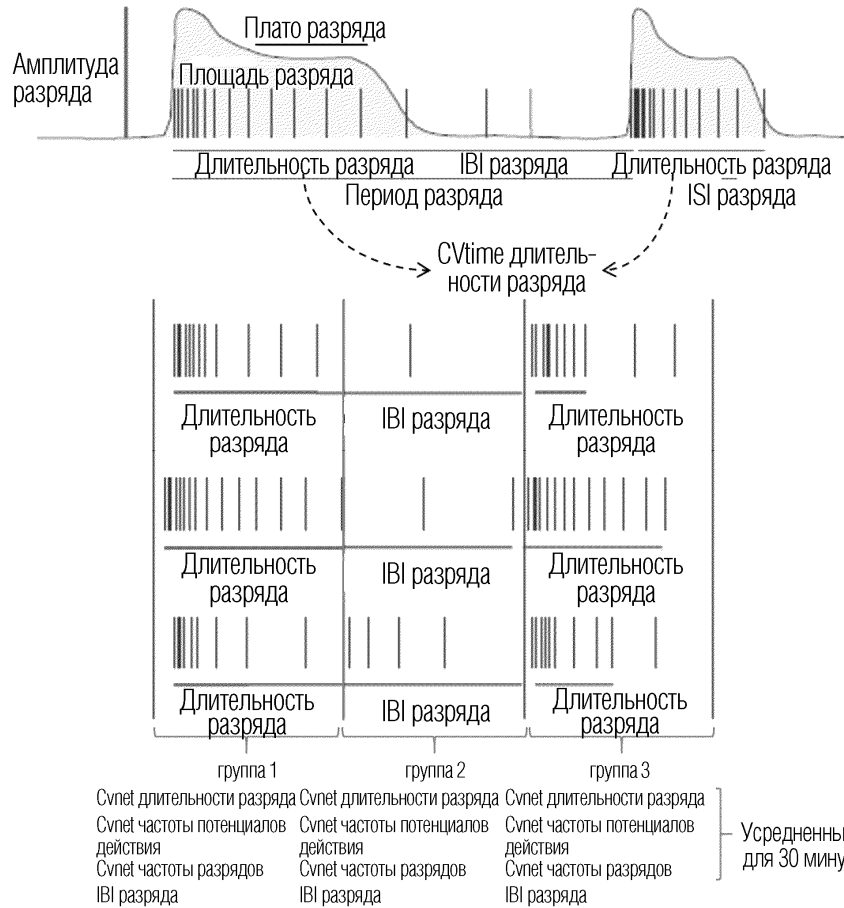 Плато разряда
Амплитуда
разряда
Площадь разряда
Длительность разряда
IBI разряда
Длительность разряда
Период разряда
ISI разряда
CVtime длитель-
ности разряда
Длительность
разряда
IBI разряда
Длительность
разряда
Длительность
разряда
IBI разряда
Длительность
разряда
Длительность
разряда
IBI разряда
Длительность
разряда
группа 1
группа 2
группа 3
Cvnet длительности разряда
Cvnet длительности разряда
Cvnet длительности разряда
Cvnet частоты потенциалов
действия
Cvnet частоты потенциалов
действия
Cvnet частоты потенциалов
действия
Cvnet частоты разрядов
Cvnet частоты разрядов
Cvnet частоты разрядов
IBI разряда
IBI разряда
IBI разряда
Усредненны
для 30 мину